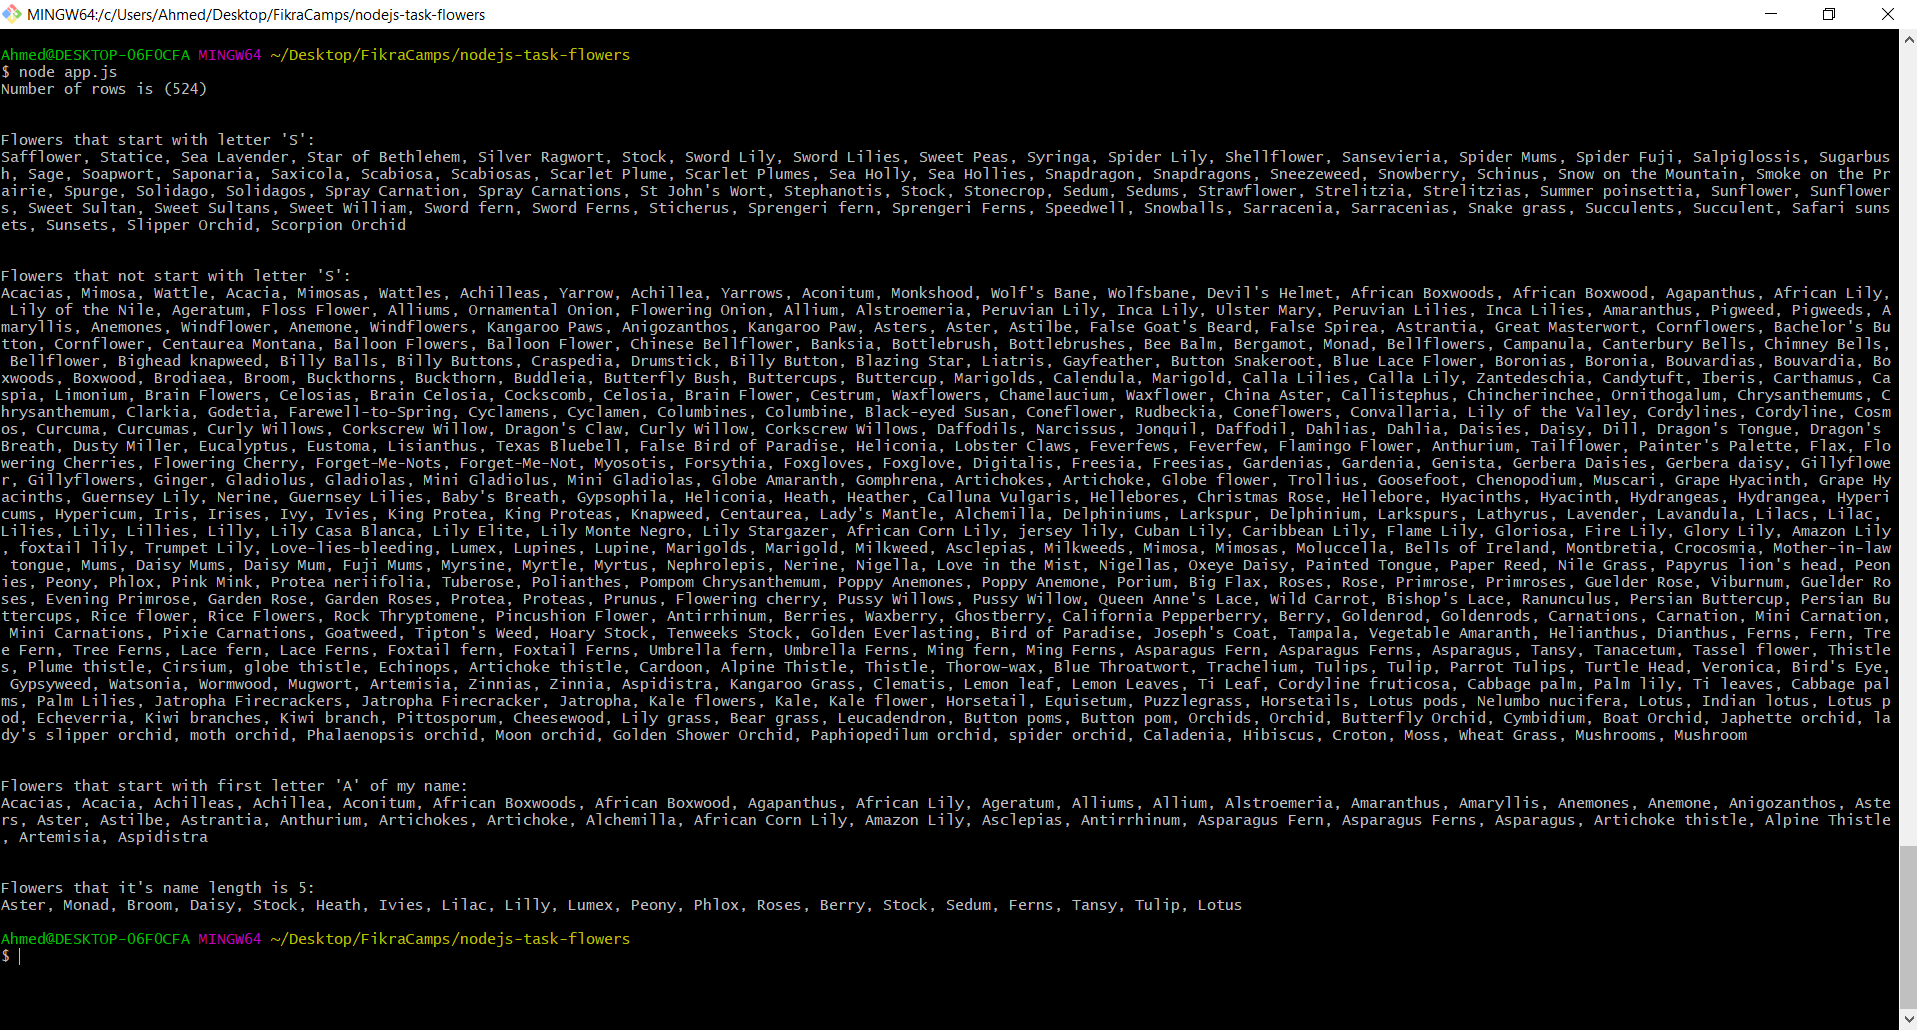 MINGW64:/c/Users/Ahmed/Desktop/FikraCamps/nodejs-task-flowers
Ahmed@DESKTOP-06F0CFA MINGW64 ~/Desktop/FikraCamps/nodejs-task-flowers
$ node app.js
Number of rows is (524)
Flowers that start with letter 'S':
Safflower, Statice, Sea Lavender, Star of Bethlehem, Silver Ragwort, Stock, Sword Lily, Sword Lilies, Sweet Peas, Syringa, Spider Lily, Shellflower, Sansevieria, Spider Mums, Spider Fuji, Salpiglossis, Sugarbus
h, Sage, Soapwort, Saponaria, Saxicola, Scabiosa, Scabiosas, Scarlet Plume, Scarlet Plumes, Sea Holly, Sea Hollies, Snapdragon, Snapdragons, Sneezeweed, Snowberry, Schinus, Snow on the Mountain, Smoke on the Pr
airie, Spurge, Solidago, Solidagos, Spray Carnation, Spray Carnations, St John's Wort, Stephanotis, Stock, Stonecrop, Sedum, Sedums, Strawflower, Strelitzia, Strelitzias, Summer poinsettia, Sunflower, Sunflower
s, Sweet Sultan, Sweet Sultans, Sweet William, Sword fern, Sword Ferns, Sticherus, Sprengeri fern, Sprengeri Ferns, Speedwell, Snowballs, Sarracenia, Sarracenias, Snake grass, Succulents, Succulent, Safari suns
ets, Sunsets, Slipper Orchid, Scorpion Orchid
Flowers that not start with letter 'S':
Acacias, Mimosa, Wattle, Acacia, Mimosas, Wattles, Achilleas, Yarrow, Achillea, Yarrows, Aconitum, Monkshood, Wolf's Bane, Wolfsbane, Devil's Helmet, African Boxwoods, African Boxwood, Agapanthus, African Lily,
Lily of the Nile, Ageratum, Floss Flower, Alliums, Ornamental Onion, Flowering Onion, Allium, Alstroemeria, Peruvian Lily, Inca Lily, Ulster Mary, Peruvian Lilies, Inca Lilies, Amaranthus, Pigweed, Pigweeds, A
maryllis, Anemones, Windflower, Anemone, Windflowers, Kangaroo Paws, Anigozanthos, Kangaroo Paw, Asters, Aster, Astilbe, False Goat's Beard, False Spirea, Astrantia, Great Masterwort, Cornflowers, Bachelor's Bu
tton, Cornflower, Centaurea Montana, Balloon Flowers, Balloon Flower, Chinese Bellflower, Banksia, Bottlebrush, Bottlebrushes, Bee Balm, Bergamot, Monad, Bellflowers, Campanula, Canterbury Bells, Chimney Bells,
Bellflower, Bighead knapweed, Billy Balls, Billy Buttons, Craspedia, Drumstick, Billy Button, Blazing Star, Liatris, Gayfeather, Button Snakeroot, Blue Lace Flower, Boronias, Boronia, Bouvardias, Bouvardia, Bo
xwoods, Boxwood, Brodiaea, Broom, Buckthorns, Buckthorn, Buddleia, Butterfly Bush, Buttercups, Buttercup, Marigolds, Calendula, Marigold, Calla Lilies, Calla Lily, Zantedeschia, Candytuft, Iberis, Carthamus, Ca
spia, Limonium, Brain Flowers, Celosias, Brain Celosia, Cockscomb, Celosia, Brain Flower, Cestrum, Waxflowers, Chamelaucium, Waxflower, China Aster, Callistephus, Chincherinchee, Ornithogalum, Chrysanthemums, C
hrysanthemum, Clarkia, Godetia, Farewell-to-Spring, Cyclamens, Cyclamen, Columbines, Columbine, Black-eyed Susan, Coneflower, Rudbeckia, Coneflowers, Convallaria, Lily of the Valley, Cordylines, Cordyline, Cosm
os, Curcuma, Curcumas, Curly Willows, Corkscrew Willow, Dragon's Claw, Curly Willow, Corkscrew Willows, Daffodils, Narcissus, Jonquil, Daffodil, Dahlias, Dahlia, Daisies, Daisy, Dill, Dragon's Tongue, Dragon's
Breath, Dusty Miller, Eucalyptus, Eustoma, Lisianthus, Texas Bluebell, False Bird of Paradise, Heliconia, Lobster Claws, Feverfews, Feverfew, Flamingo Flower, Anthurium, Tailflower, Painter's Palette, Flax, Flo
wering Cherries, Flowering Cherry, Forget-Me-Nots, Forget-Me-Not, Myosotis, Forsythia, Foxgloves, Foxglove, Digitalis, Freesia, Freesias, Gardenias, Gardenia, Genista, Gerbera Daisies, Gerbera daisy, Gillyflowe
r, Gillyflowers, Ginger, Gladiolus, Gladiolas, Mini Gladiolus, Mini Gladiolas, Globe Amaranth, Gomphrena, Artichokes, Artichoke, Globe flower, Trollius, Goosefoot, Chenopodium, Muscari, Grape Hyacinth, Grape Hy
acinths, Guernsey Lily, Nerine, Guernsey Lilies, Baby's Breath, Gypsophila, Heliconia, Heath, Heather, Calluna Vulgaris, Hellebores, Christmas Rose, Hellebore, Hyacinths, Hyacinth, Hydrangeas, Hydrangea, Hyperi
cums, Hypericum, Iris, Irises, Ivy, Ivies, King Protea, King Proteas, Knapweed, Centaurea, Lady's Mantle, Alchemilla, Delphiniums, Larkspur, Delphinium, Larkspurs, Lathyrus, Lavender, Lavandula, Lilacs, Lilac,
Lilies, Lily, Lillies, Lilly, Lily Casa Blanca, Lily Elite, Lily Monte Negro, Lily Stargazer, African Corn Lily, jersey lily, Cuban Lily, Caribbean Lily, Flame Lily, Gloriosa, Fire Lily, Glory Lily, Amazon Lily
, foxtail lily, Trumpet Lily, Love-lies-bleeding, Lumex, Lupines, Lupine, Marigolds, Marigold, Milkweed, Asclepias, Milkweeds, Mimosa, Mimosas, Moluccella, Bells of Ireland, Montbretia, Crocosmia, Mother-in-law
tongue, Mums, Daisy Mums, Daisy Mum, Fuji Mums, Myrsine, Myrtle, Myrtus, Nephrolepis, Nerine, Nigella, Love in the Mist, Nigellas, Oxeye Daisy, Painted Tongue, Paper Reed, Nile Grass, Papyrus lion's head, Peon
ies, Peony, Phlox, Pink Mink, Protea neriifolia, Tuberose, Polianthes, Pompom Chrysanthemum, Poppy Anemones, Poppy Anemone, Porium, Big Flax, Roses, Rose, Primrose, Primroses, Guelder Rose, Viburnum, Guelder Ro
ses, Evening Primrose, Garden Rose, Garden Roses, Protea, Proteas, Prunus, Flowering cherry, Pussy Willows, Pussy Willow, Queen Anne's Lace, Wild Carrot, Bishop's Lace, Ranunculus, Persian Buttercup, Persian Bu
ttercups, Rice flower, Rice Flowers, Rock Thryptomene, Pincushion Flower, Antirrhinum, Berries, Waxberry, Ghostberry, California Pepperberry, Berry, Goldenrod, Goldenrods, Carnations, Carnation, Mini Carnation,
Mini Carnations, Pixie Carnations, Goatweed, Tipton's Weed, Hoary Stock, Tenweeks Stock, Golden Everlasting, Bird of Paradise, Joseph's Coat, Tampala, Vegetable Amaranth, Helianthus, Dianthus, Ferns, Fern, Tre
e Fern, Tree Ferns, Lace fern, Lace Ferns, Foxtail fern, Foxtail Ferns, Umbrella fern, Umbrella Ferns, Ming fern, Ming Ferns, Asparagus Fern, Asparagus Ferns, Asparagus, Tansy, Tanacetum, Tassel flower, Thistle
s, Plume thistle, Cirsium, globe thistle, Echinops, Artichoke thistle, Cardoon, Alpine Thistle, Thistle, Thorow-wax, Blue Throatwort, Trachelium, Tulips, Tulip, Parrot Tulips, Turtle Head, Veronica, Bird's Eye,
Gypsyweed, Watsonia, Wormwood, Mugwort, Artemisia, Zinnias, Zinnia, Aspidistra, Kangaroo Grass, Clematis, Lemon leaf, Lemon Leaves, Ti Leaf, Cordyline fruticosa, Cabbage palm, Palm lily, Ti leaves, Cabbage pal
ms, Palm Lilies, Jatropha Firecrackers, Jatropha Firecracker, Jatropha, Kale flowers, Kale, Kale flower, Horsetail, Equisetum, Puzzlegrass, Horsetails, Lotus pods, Nelumbo nucifera, Lotus, Indian lotus, Lotus p
od, Echeverria, Kiwi branches, Kiwi branch, Pittosporum, Cheesewood, Lily grass, Bear grass, Leucadendron, Button poms, Button pom, Orchids, Orchid, Butterfly Orchid, Cymbidium, Boat Orchid, Japhette orchid, la
dy's slipper orchid, moth orchid, Phalaenopsis orchid, Moon orchid, Golden Shower Orchid, Paphiopedilum orchid, spider orchid, Caladenia, Hibiscus, Croton, Moss, Wheat Grass, Mushrooms, Mushroom
Flowers that start with first letter 'A' of my name:
Acacias, Acacia, Achilleas, Achillea, Aconitum, African Boxwoods, African Boxwood, Agapanthus, African Lily, Ageratum, Alliums, Allium, Alstroemeria, Amaranthus, Amaryllis, Anemones, Anemone, Anigozanthos, Aste
rs, Aster, Astilbe, Astrantia, Anthurium, Artichokes, Artichoke, Alchemilla, African Corn Lily, Amazon Lily, Asclepias, Antirrhinum, Asparagus Fern, Asparagus Ferns, Asparagus, Artichoke thistle, Alpine Thistle
, Artemisia, Aspidistra
Flowers that it's name length is 5:
Aster, Monad, Broom, Daisy, Stock, Heath, Ivies, Lilac, Lilly, Lumex, Peony, Phlox, Roses, Berry, Stock, Sedum, Ferns, Tansy, Tulip, Lotus
Ahmed@DESKTOP-06F0CFA MINGW64 ~/Desktop/FikraCamps/nodejs-task-flowers
$